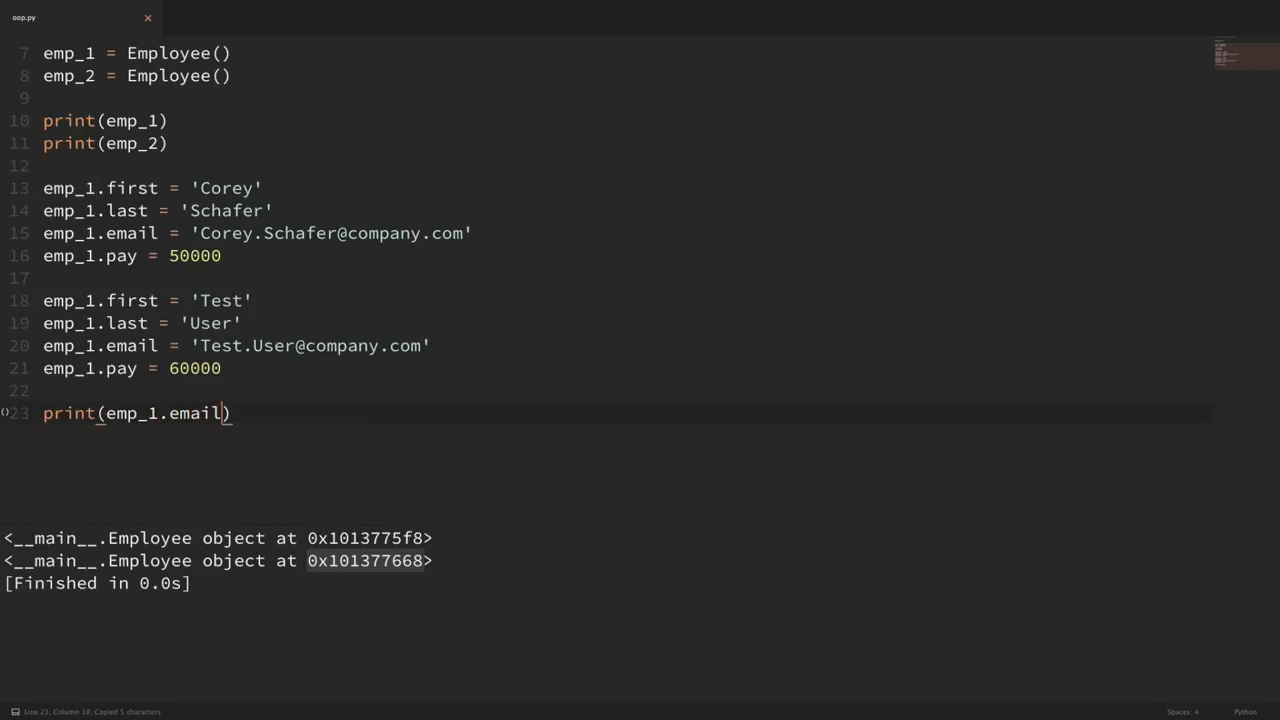 oop.py
7 emp_1 = Employee()
8 emp_2 = Employee()
9
10 print(emp_1)
11 print(emp_2)
12
13 emp_1.first = 'Corey'
14 emp_1.last = 'Schafer'
15 emp_1.email = 'Corey.Schafer@company.com'
16 emp_1.pay = 50000
17
18 emp_1.first = 'Test'
19 emp_1.last = 'User'
20 emp_1.email = 'Test.User@company.com'
21 emp_1.pay = 60000
22
23 print(emp_1.email)
<__main__.Employee object at 0x1013775f8>
<__main__.Employee object at 0x101377668>
[Finished in 0.0s]
Line 23, Column 18; Copied 5 characters
Spaces: 4
Python